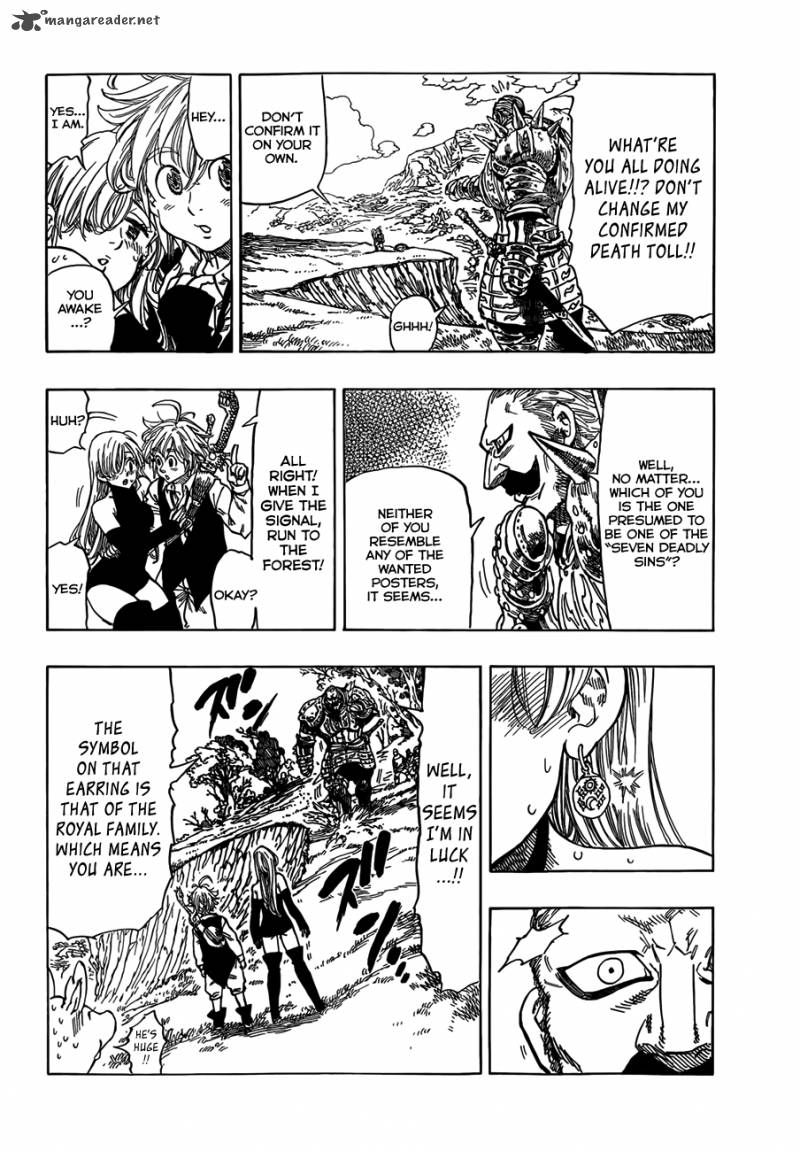 mangareader.net
WHAT'RE
YOU ALL DOING
ALIVE!!? DON'T
CHANGE MY
CONFIRMED
DEATH TOLL!!
DON'T
CONFIRM IT
ON YOUR
OWN.
GHHH!
HEY...
YES...
I AM.
YOU
AWAKE
...?
WELL,
NO MATTER...
WHICH OF YOU
IS THE ONE
PRESUMED TO
BE ONE OF THE
"SEVEN DEADLY
SINS"?
NEITHER
OF YOU
RESEMBLE
ANY OF THE
WANTED
POSTERS,
IT SEEMS...
ALL
RIGHT!
WHEN I
GIVE THE
SIGNAL,
RUN TO
THE
FOREST!
OKAY?
HUH?
YES!
WELL,
IT
SEEMS
I'M IN
LUCK
...!!
ズン
ズン
THE
SYMBOL
ON THAT
EARRING IS
THAT OF THE
ROYAL FAMILY.
WHICH MEANS
YOU ARE...
HE'S
HUGE
!!